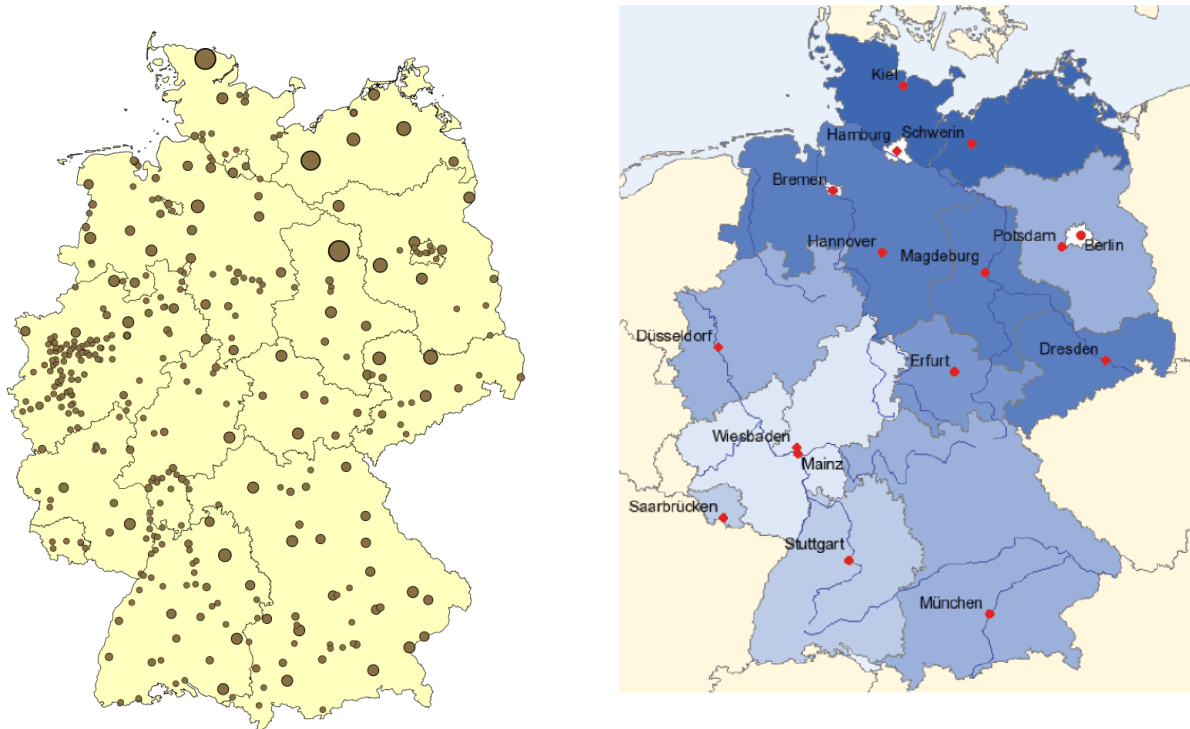 Kiel
Hamburg
Schwerin
Bremen
Hannover
Magdeburg
Potsdam
Berlin
Düsseldorf
Erfurt
Dresden
Wiesbaden
Mainz
Saarbrücken
Stuttgart
München